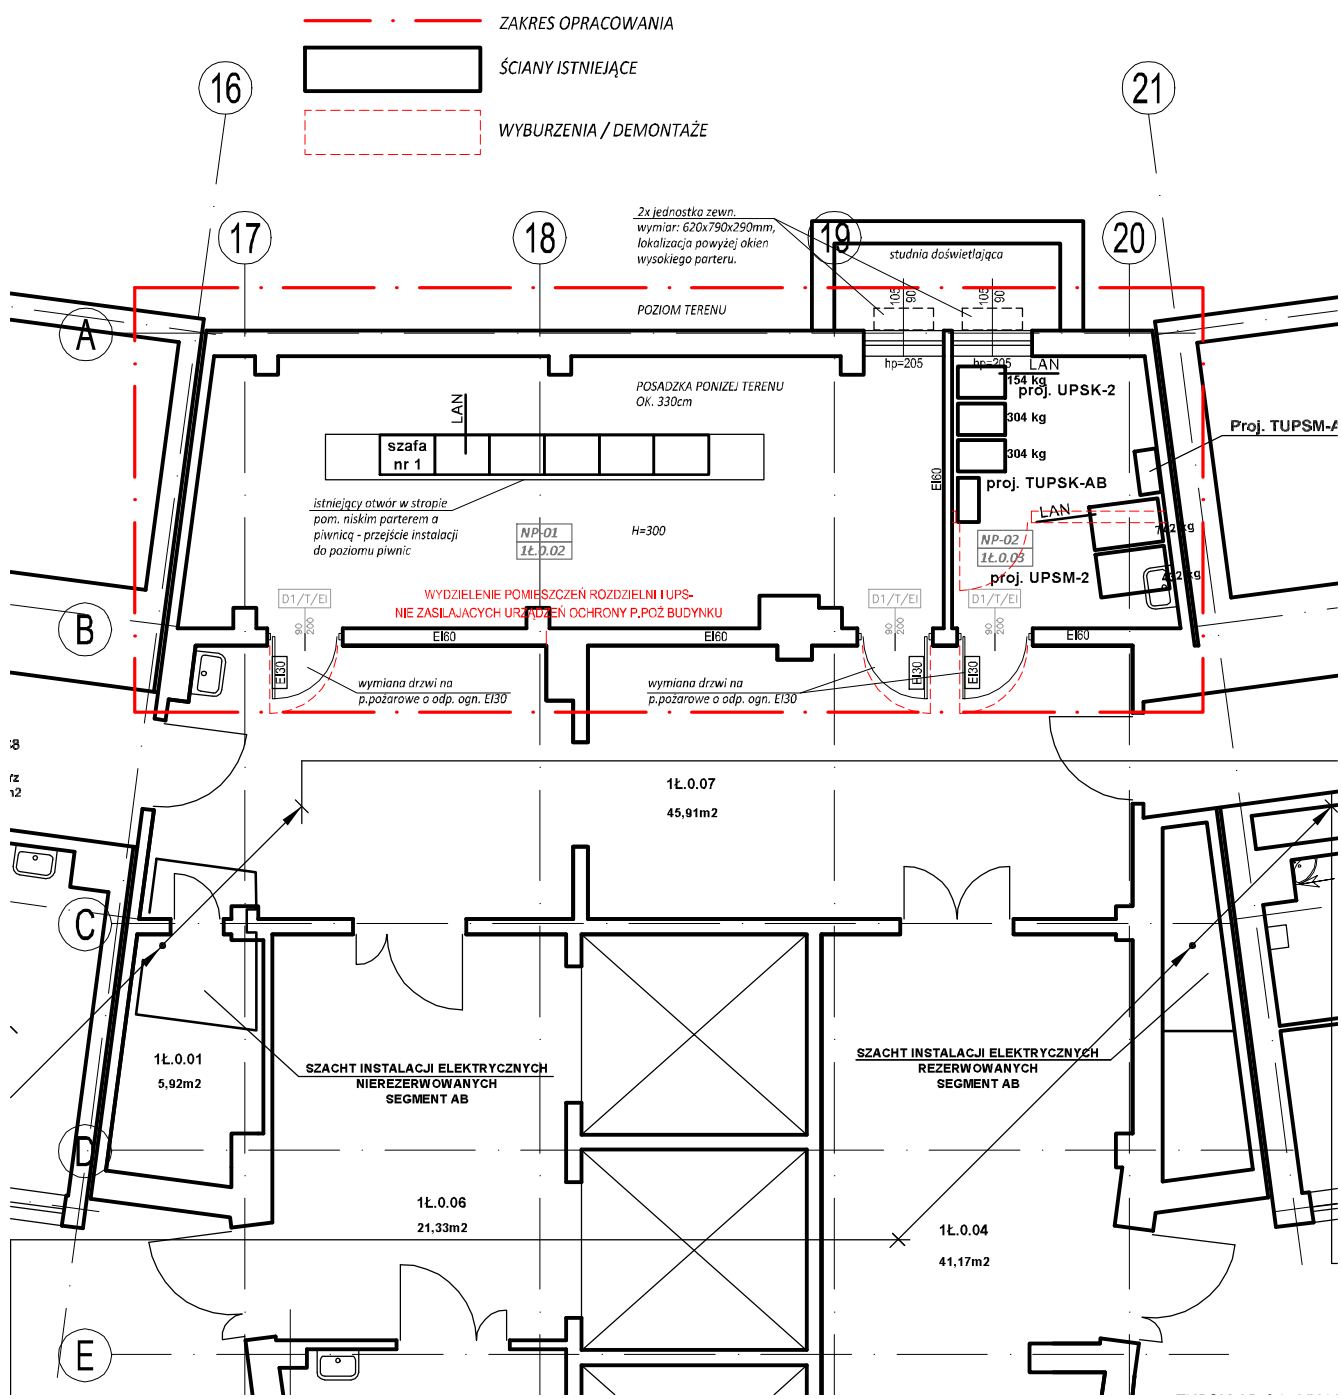 ZAKRES OPRACOWANIA
ŚCIANY ISTNIEJĄCE
WYBURZENIA / DEMONTAŻE
16
21
17
18
19
20
2x jednostka zewn.
wymiar: 620x790x290mm,
lokalizacja powyżej okien
wysokiego parteru.
studnia doświetlająca
POZIOM TERENU
105
90
105
90
A
hp=205
hp=205
LAN
154 kg
proj. UPSK-2
POSADZKA PONIZEJ TERENU
OK. 330cm
LAN
304 kg
Proj. TUPSM-A
szafa
nr 1
304 kg
EI60
proj. TUPSK-AB
istniejący otwór w stropie
pom. niskim parterem a
piwnicą - przejście instalacji
do poziomu piwnic
LAN
NP-01
1Ł.0.02
H=300
742 kg
NP-02
1Ł.0.03
proj. UPSM-2
WYDZIELENIE POMIESZCZEŃ ROZDZIELNI I UPS-
NIE ZASILAJACYCH URZĄDZEŃ OCHRONY P.POŻ BUDYNKU
D1/T/EI
D1/T/EI
D1/T/EI
90
200
90
200
90
200
B
EI60
EI60
EI60
EI30
EI30
EI30
wymiana drzwi na
p.pożarowe o odp. ogn. EI30
wymiana drzwi na
p.pożarowe o odp. ogn. EI30
1Ł.0.07
45,91m2
C
1Ł.0.01
5,92m2
SZACHT INSTALACJI ELEKTRYCZNYCH
NIEREZERWOWANYCH
SEGMENT AB
SZACHT INSTALACJI ELEKTRYCZNYCH
REZERWOWANYCH
SEGMENT AB
D
1Ł.0.06
21,33m2
1Ł.0.04
41,17m2
E